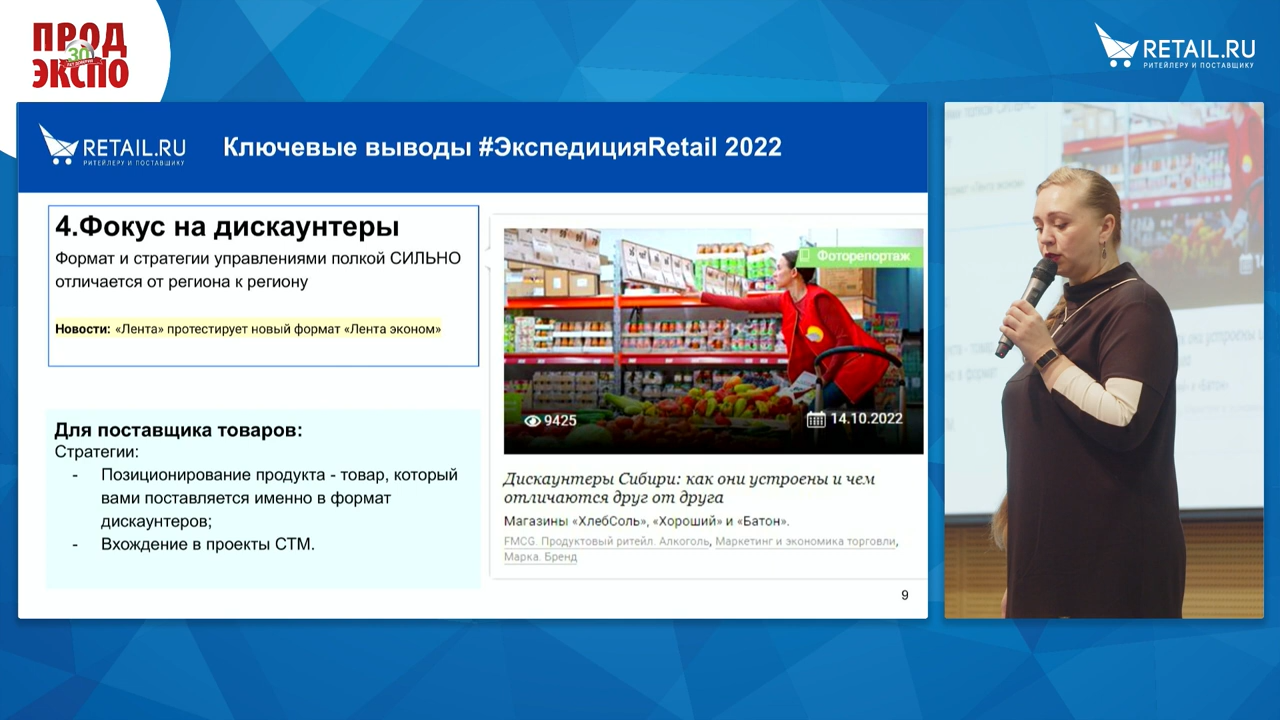 ПРОД
30
ЭКСПО
RETAIL.RU
РИТЕЙЛЕРУ И ПОСТАВЩИКУ
RETAIL.RU
РИТЕЙЛЕРУ И ПОСТАВЩИКУ
Ключевые выводы #ЭкспедицияRetail 2022
4.Фокус на дискаунтеры
Формат и стратегии управлениями полкой СИЛЬНО
отличается от региона к региону
Новости: «Лента» протестирует новый формат «Лента эконом»
Для поставщика товаров:
Стратегии:
- Позиционирование продукта - товар, который
вами поставляется именно в формат
дискаунтеров;
- Вхождение в проекты СТМ.
Фоторепортаж
9425
14.10.2022
Дискаунтеры Сибири: как они устроены и чем
отличаются друг от друга
Магазины «ХлебСоль», «Хороший» и «Батон».
FMCG. Продуктовый ритейл. Алкоголь, Маркетинг и экономика торговли,
Марка. Бренд
9